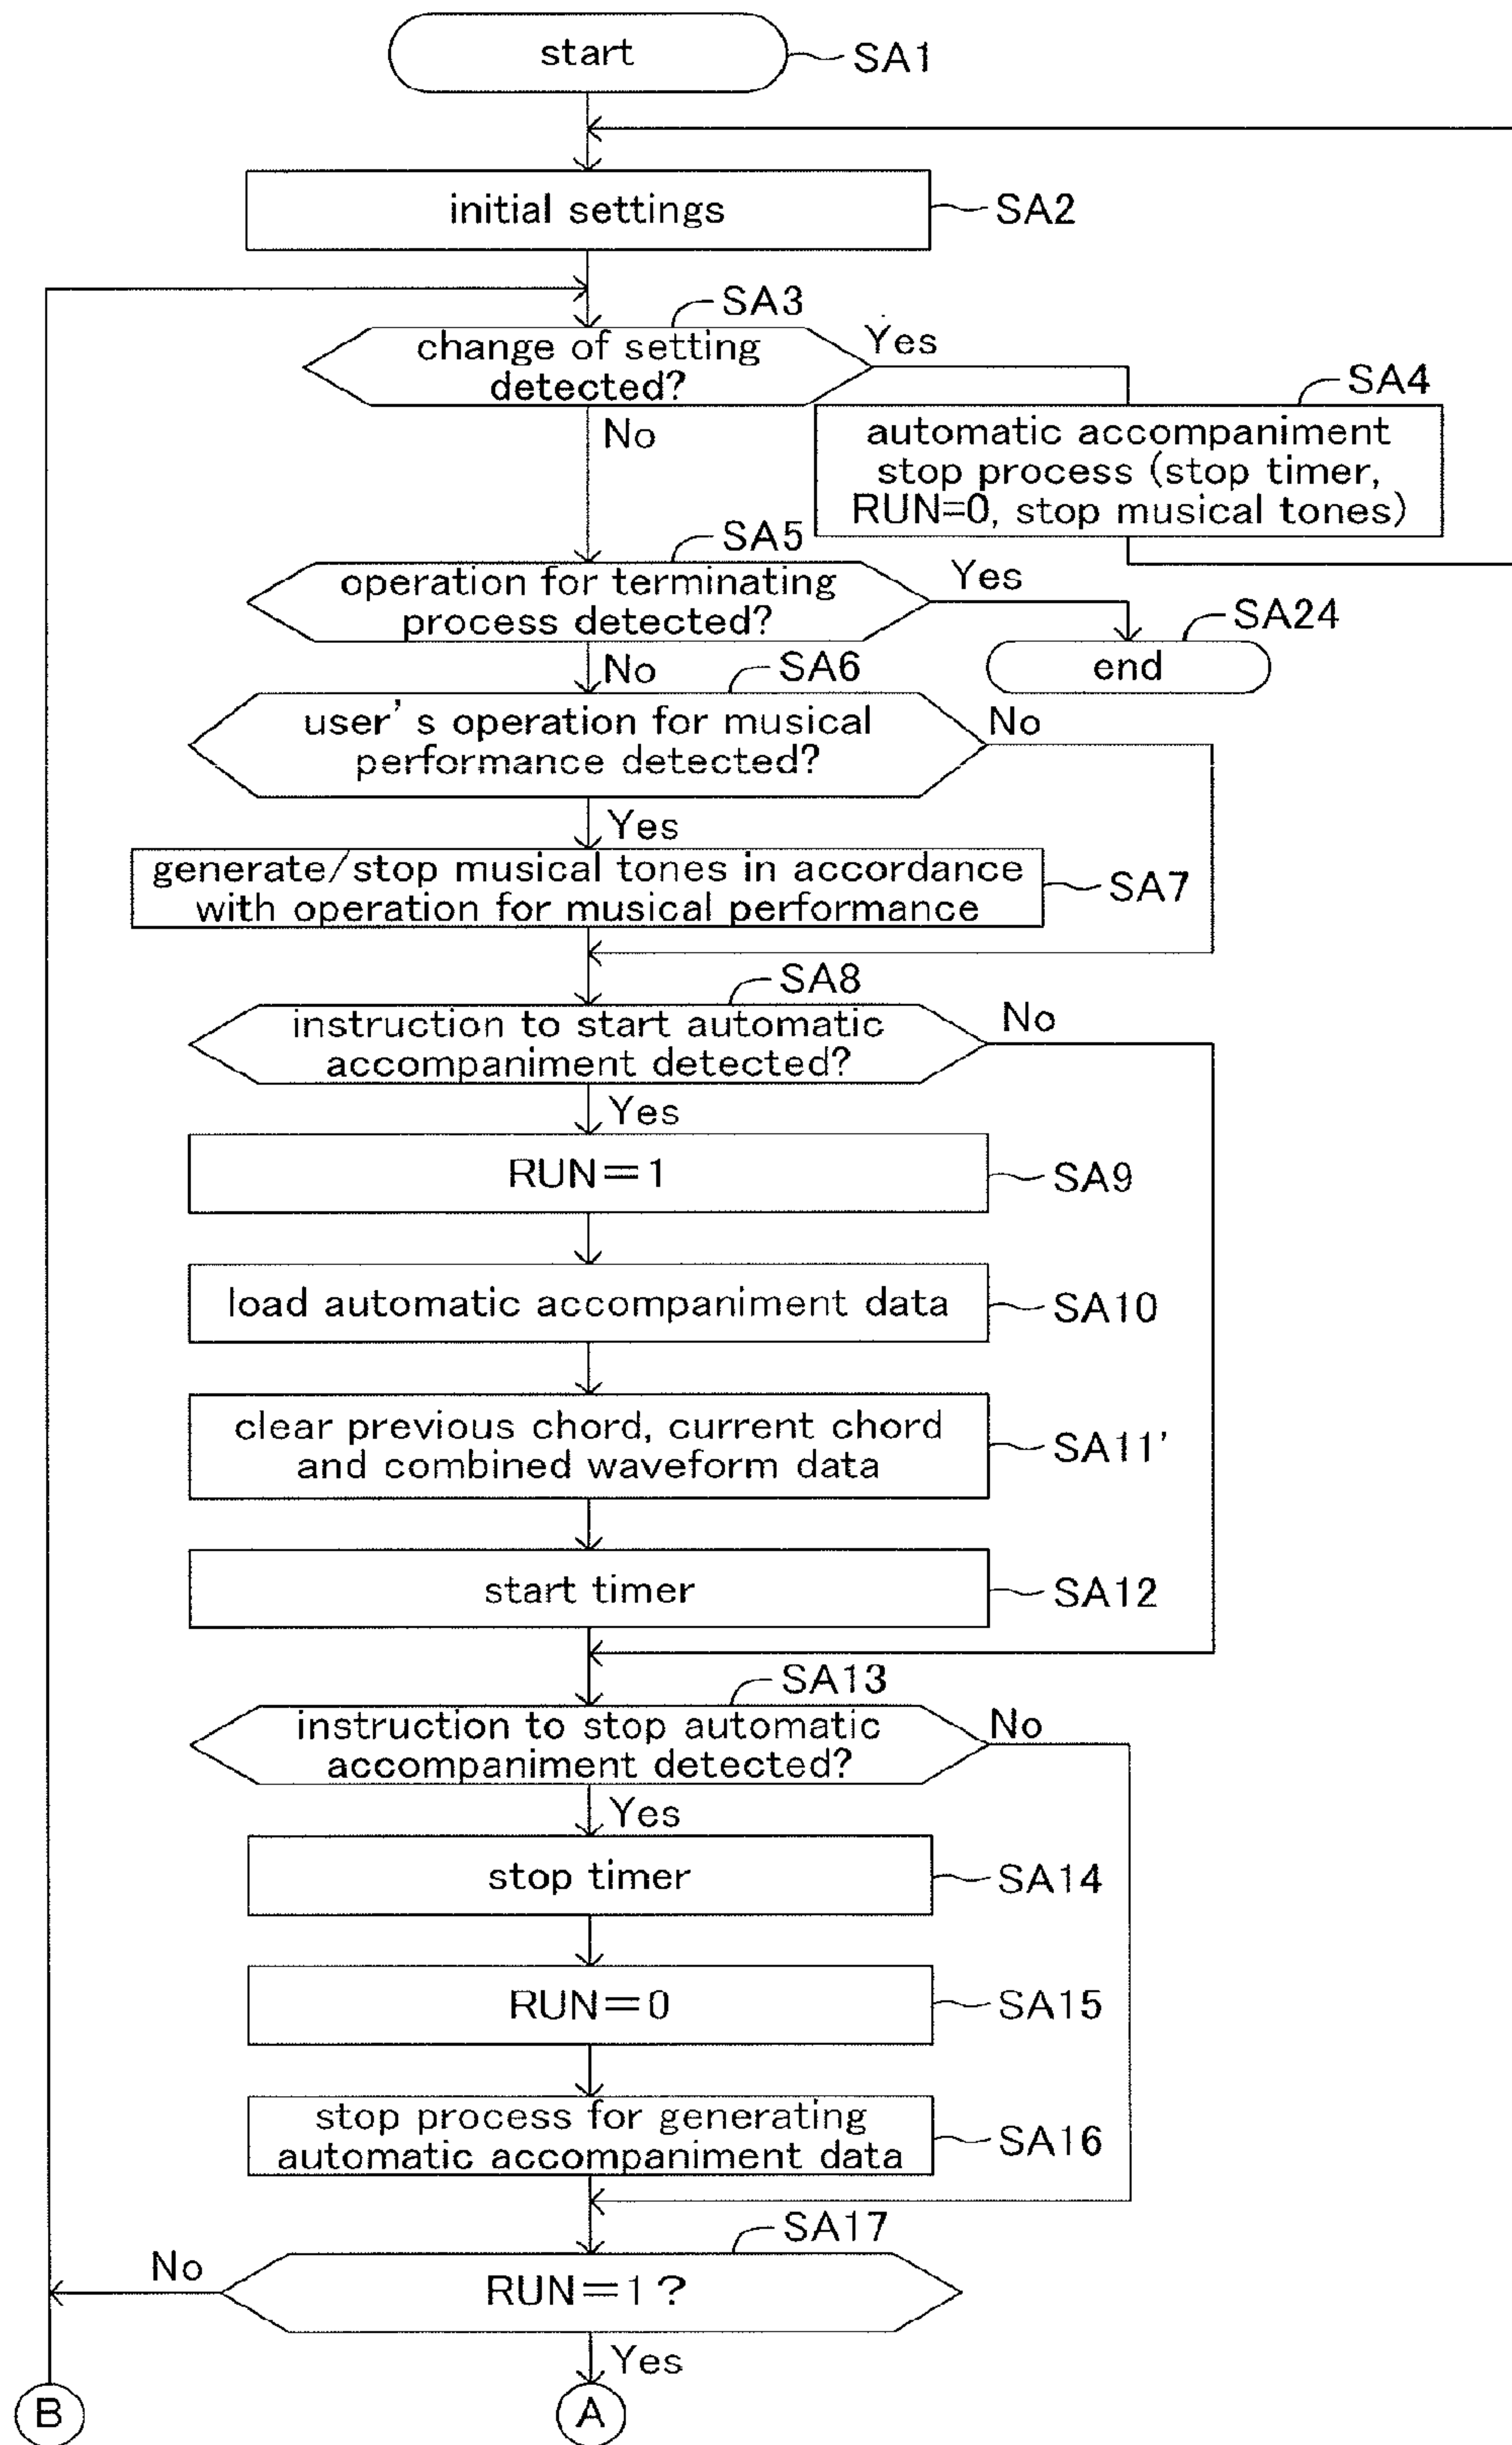 start
SA1
initial settings
SA2
SA3
change of setting
detected?
Yes
No
SA4
automatic accompaniment
stop process (stop timer,
RUN=0, stop musical tones)
SA5
operation for terminating
process detected?
Yes
No
SA24
end
SA6
user's operation for musical
performance detected?
No
Yes
generate/stop musical tones in accordance
with operation for musical performance
SA7
SA8
instruction to start automatic
accompaniment detected?
No
Yes
RUN=1
SA9
load automatic accompaniment data
SA10
clear previous chord, current chord
and combined waveform data
SA11'
start timer
SA12
SA13
instruction to stop automatic
accompaniment detected?
No
Yes
stop timer
SA14
RUN=0
SA15
stop process for generating
automatic accompaniment data
SA16
SA17
RUN=1?
No
Yes
B
A